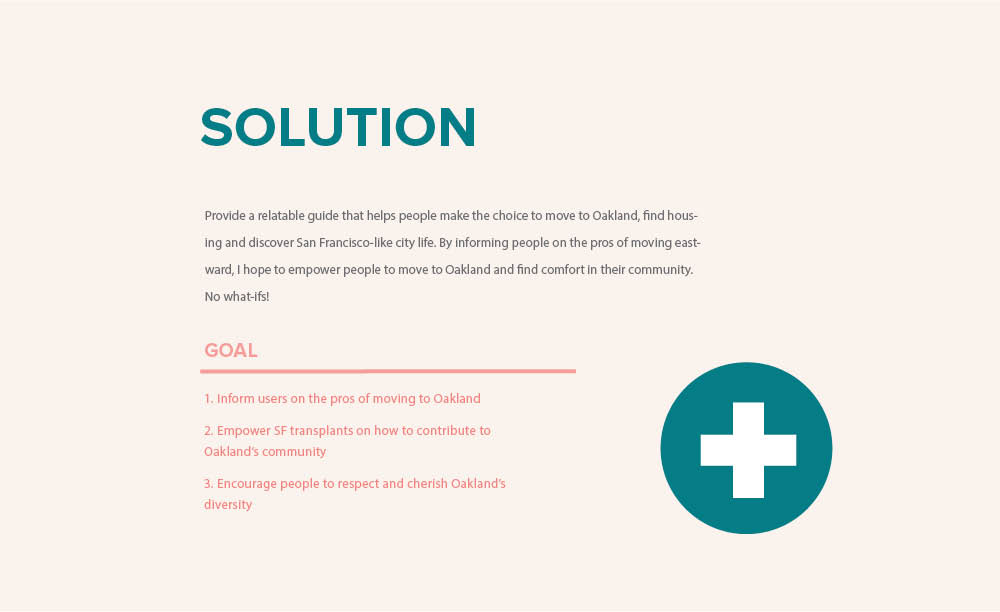 SOLUTION
Provide a relatable guide that helps people make the choice to move to Oakland, find hous-
ing and discover San Francisco-like city life. By informing people on the pros of moving east-
ward, I hope to empower people to move to Oakland and find comfort in their community.
No what-ifs!
GOAL
1. Inform users on the pros of moving to Oakland
2. Empower SF transplants on how to contribute to
Oakland's community
3. Encourage people to respect and cherish Oakland's
diversity